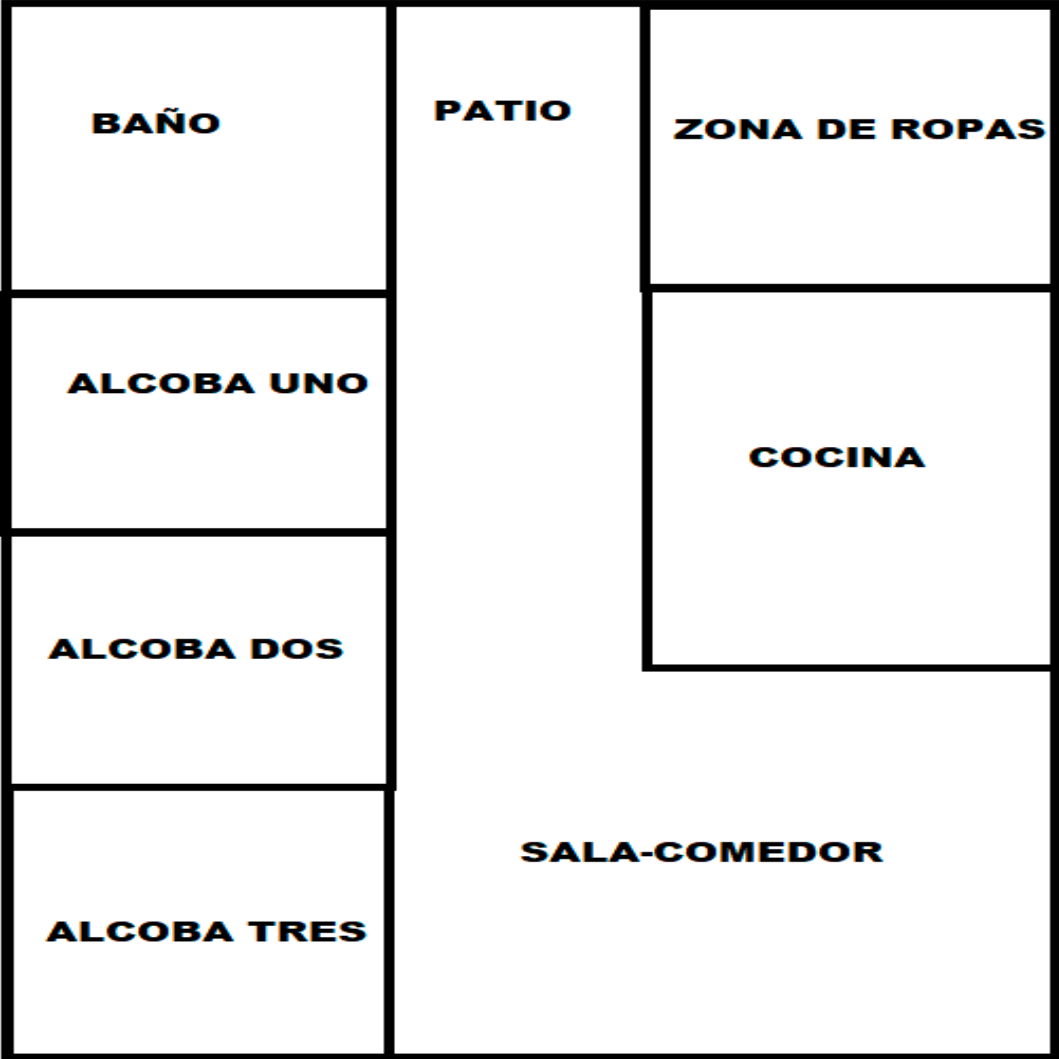 BAÑO
PATIO
ZONA DE ROPAS
ALCOBA UNO
COCINA
ALCOBA DOS
SALA-COMEDOR
ALCOBA TRES